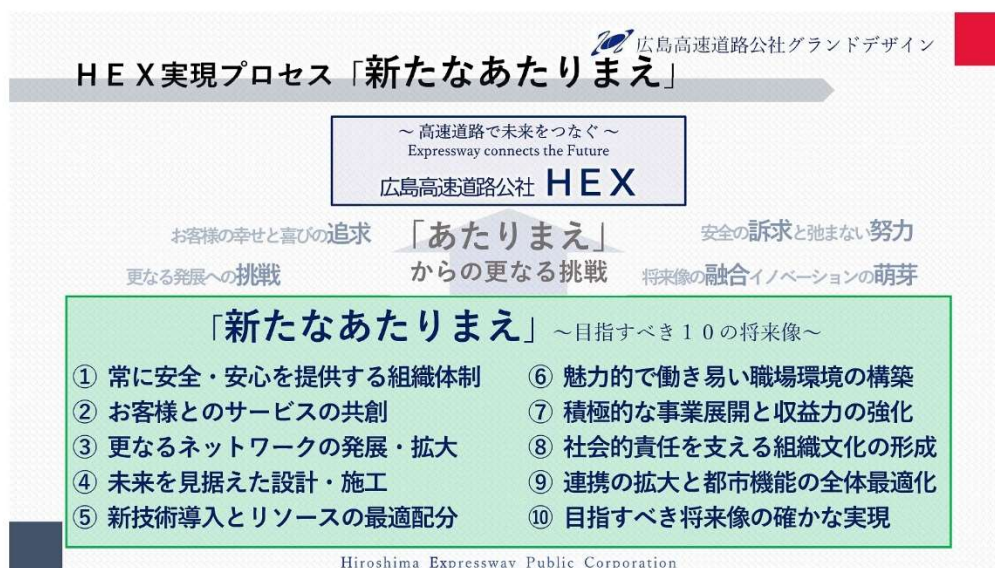 広島高速道路公社グランドデザイン
HEX実現プロセス「新たなあたりまえ」
~ 高速道路で未来をつなぐ ~
Expressway connects the Future
広島高速道路公社 HEX
お客様の幸せと喜びの追求
更なる発展への挑戦
「あたりまえ」
からの更なる挑戦
安全の訴求と弛まない努力
将来像の融合イノベーションの萌芽
「新たなあたりまえ」~目指すべき10の将来像~
① 常に安全・安心を提供する組織体制
② お客様とのサービスの共創
③ 更なるネットワークの発展・拡大
④ 未来を見据えた設計・施工
⑤ 新技術導入とリソースの最適配分
⑥ 魅力的で働き易い職場環境の構築
⑦ 積極的な事業展開と収益力の強化
⑧ 社会的責任を支える組織文化の形成
⑨ 連携の拡大と都市機能の全体最適化
⑩ 目指すべき将来像の確かな実現
Hiroshima Expressway Public Corporation